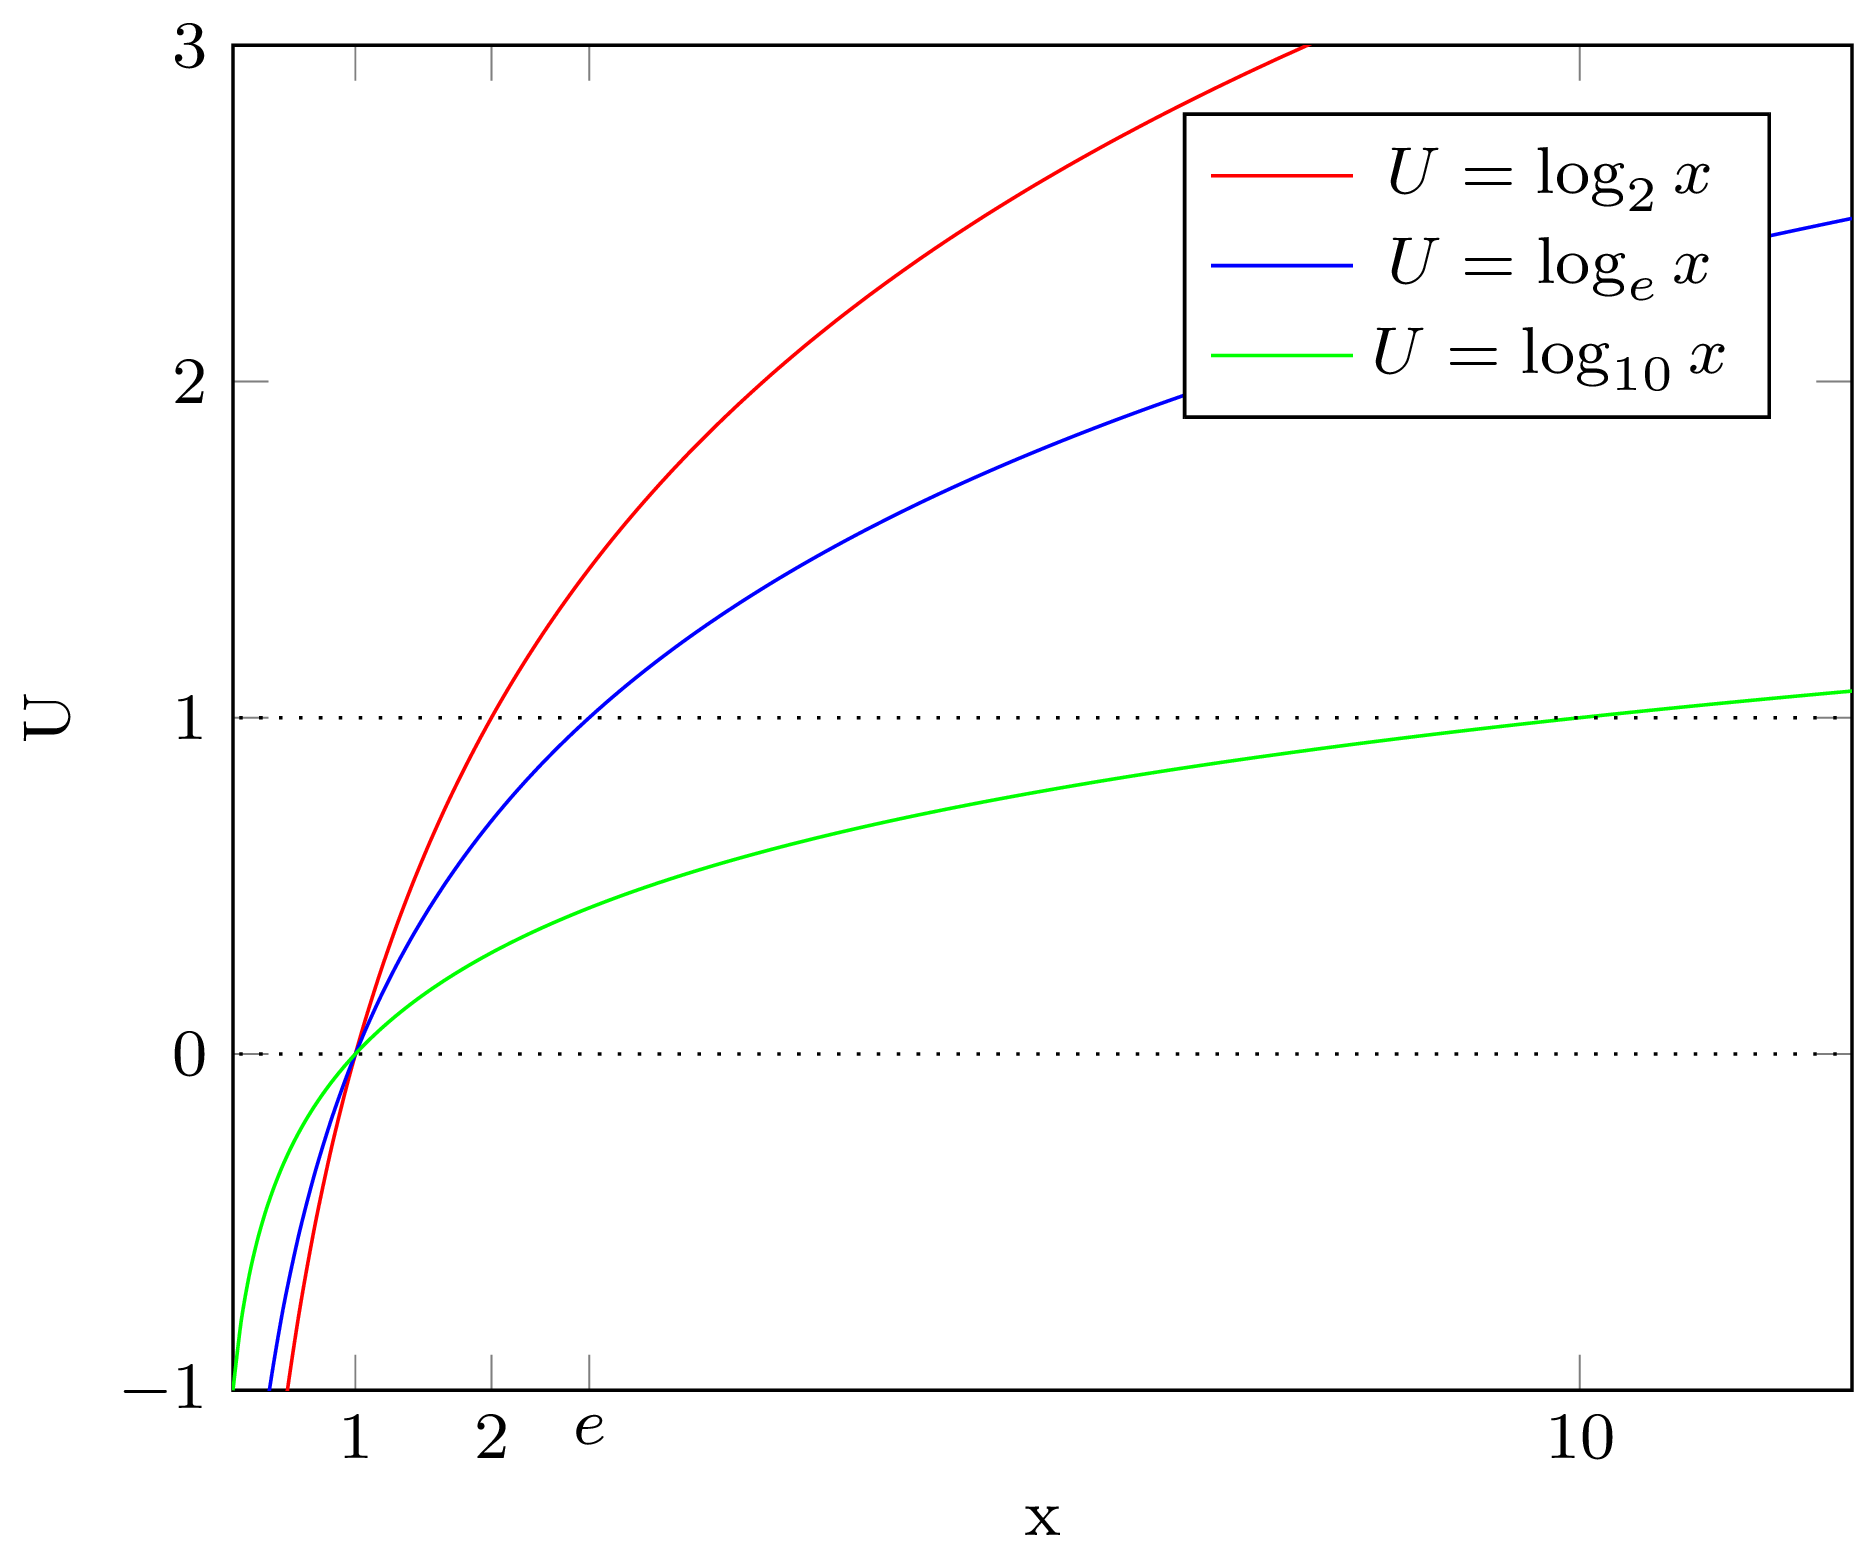 3
2
1
0
−1
U
1 2 e 10
x
U = log₂ x
U = logₑ x
U = log₁₀ x